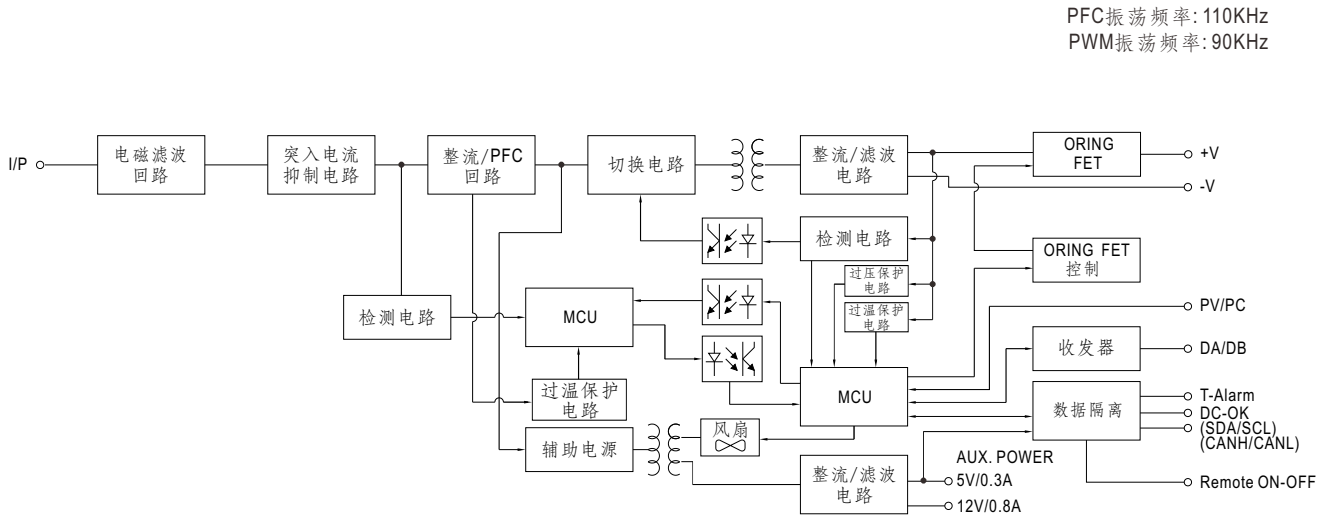 PFC振荡频率: 110KHz
PWM振荡频率: 90KHz
I/P
电磁滤波
回路
突入电流
抑制电路
整流/PFC
回路
切换电路
整流/滤波
电路
ORING
FET
+V
-V
检测电路
ORING FET
控制
过压保护
电路
过温保护
电路
检测电路
MCU
PV/PC
收发器
DA/DB
过温保护
电路
MCU
数据隔离
T-Alarm
DC-OK
(SDA/SCL)
(CANH/CANL)
辅助电源
风扇
整流/滤波
电路
AUX. POWER
5V/0.3A
12V/0.8A
Remote ON-OFF